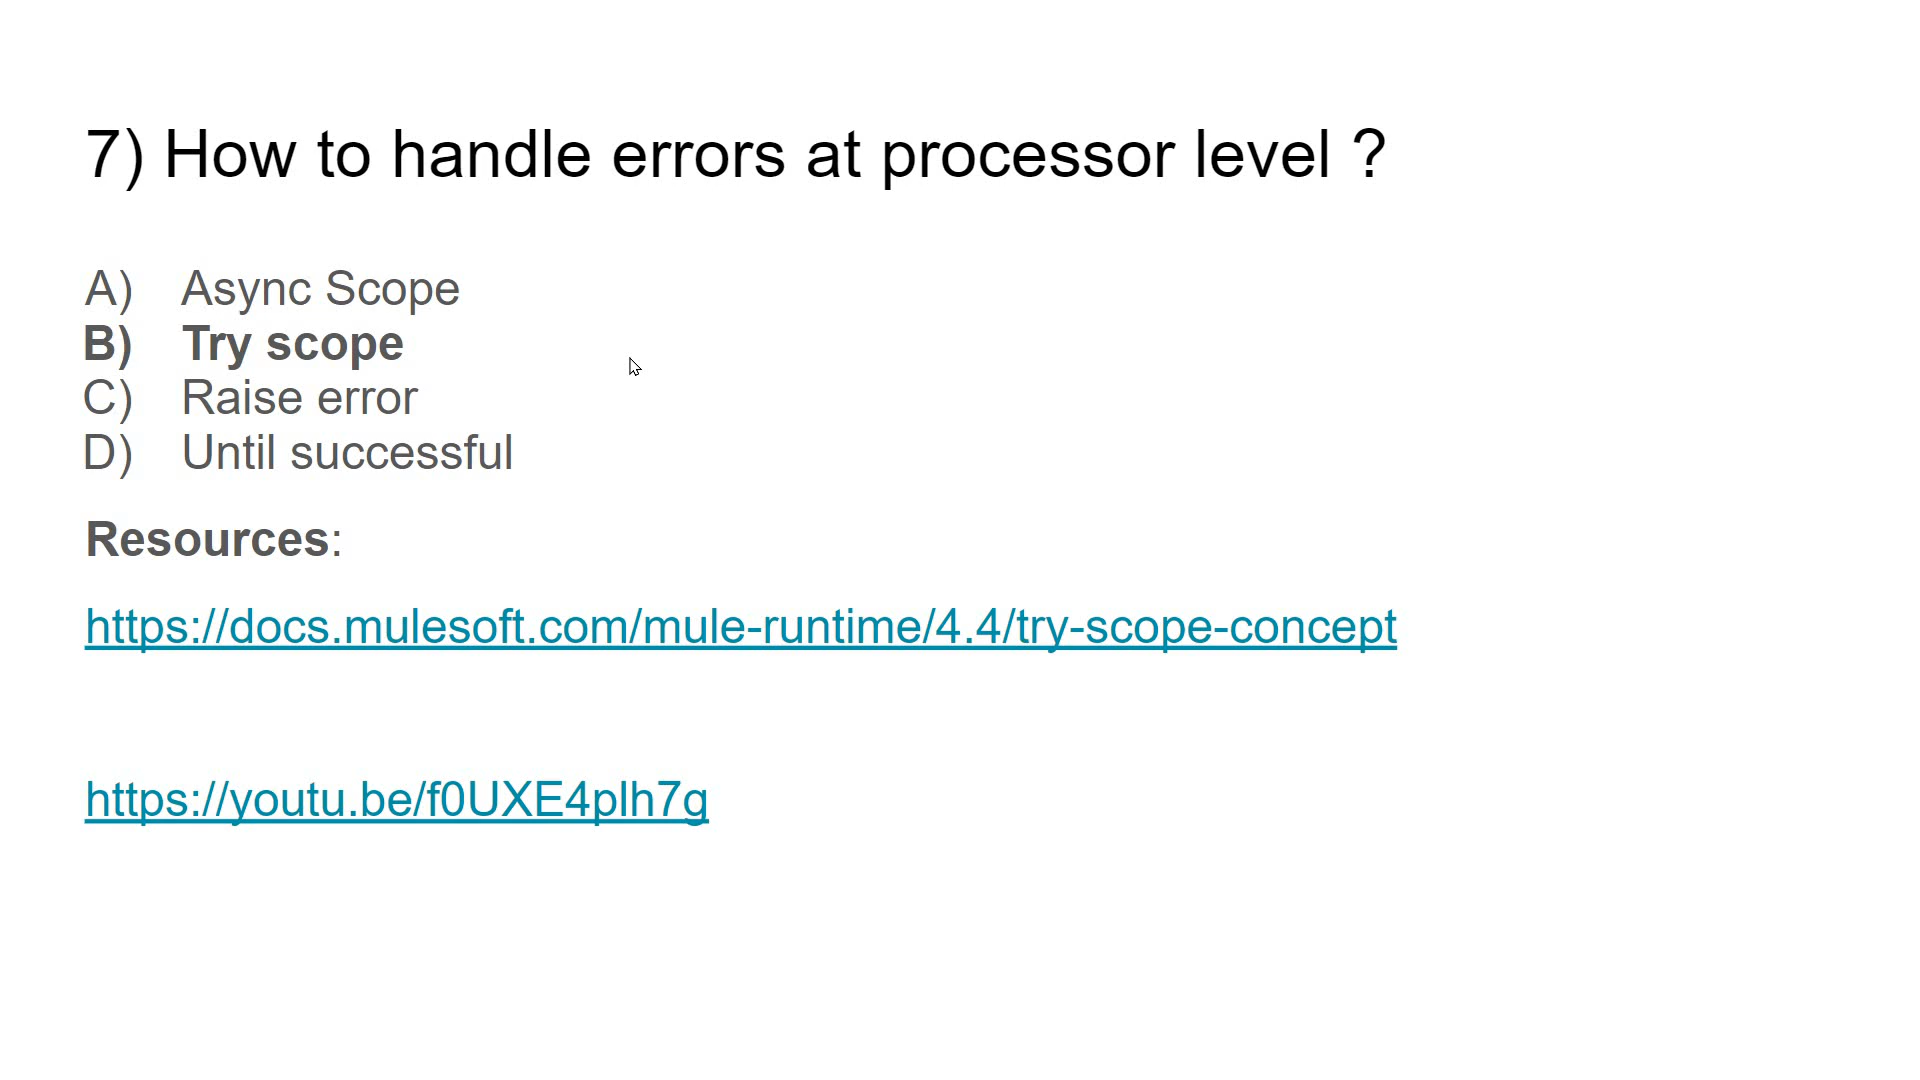 7) How to handle errors at processor level ?
A) Async Scope
B) Try scope
C) Raise error
D) Until successful
Resources:
https://docs.mulesoft.com/mule-runtime/4.4/try-scope-concept
https://youtu.be/f0UXE4plh7g